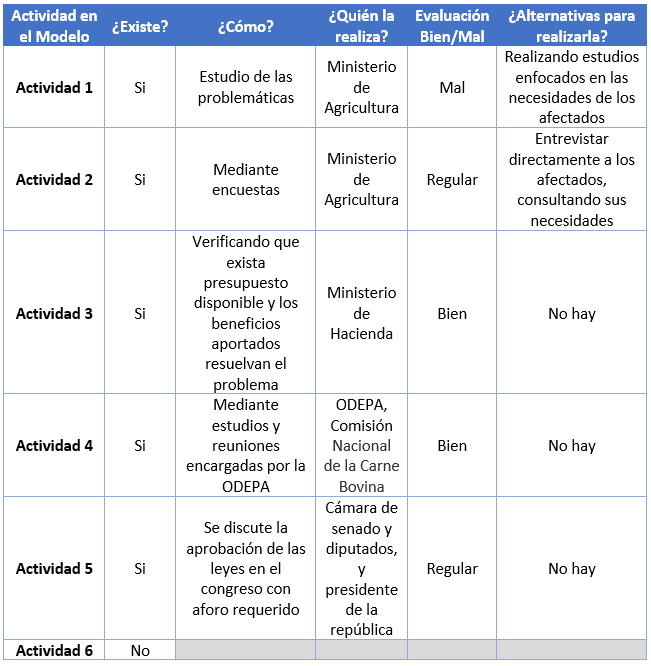 Actividad en
el Modelo
¿Existe?
¿Cómo?
¿Quién la
realiza?
Evaluación
Bien/Mal
¿Alternativas para
realizarla?
Actividad 1
Si
Estudio de las
problemáticas
Ministerio
de
Agricultura
Mal
Realizando estudios
enfocados en las
necesidades de los
afectados
Actividad 2
Si
Mediante
encuestas
Ministerio
de
Agricultura
Regular
Entrevistar
directamente a los
afectados,
consultando sus
necesidades
Actividad 3
Si
Verificando que
exista
presupuesto
disponible y los
beneficios
aportados
resuelvan el
problema
Ministerio
de
Hacienda
Bien
No hay
Actividad 4
Si
Mediante
estudios y
reuniones
encargadas por la
ODEPA
ODEPA,
Comisión
Nacional
de la Carne
Bovina
Bien
No hay
Actividad 5
Si
Se discute la
aprobación de las
leyes en el
congreso con
aforo requerido
Cámara de
senado y
diputados,
y
presidente
de la
república
Regular
No hay
Actividad 6
No